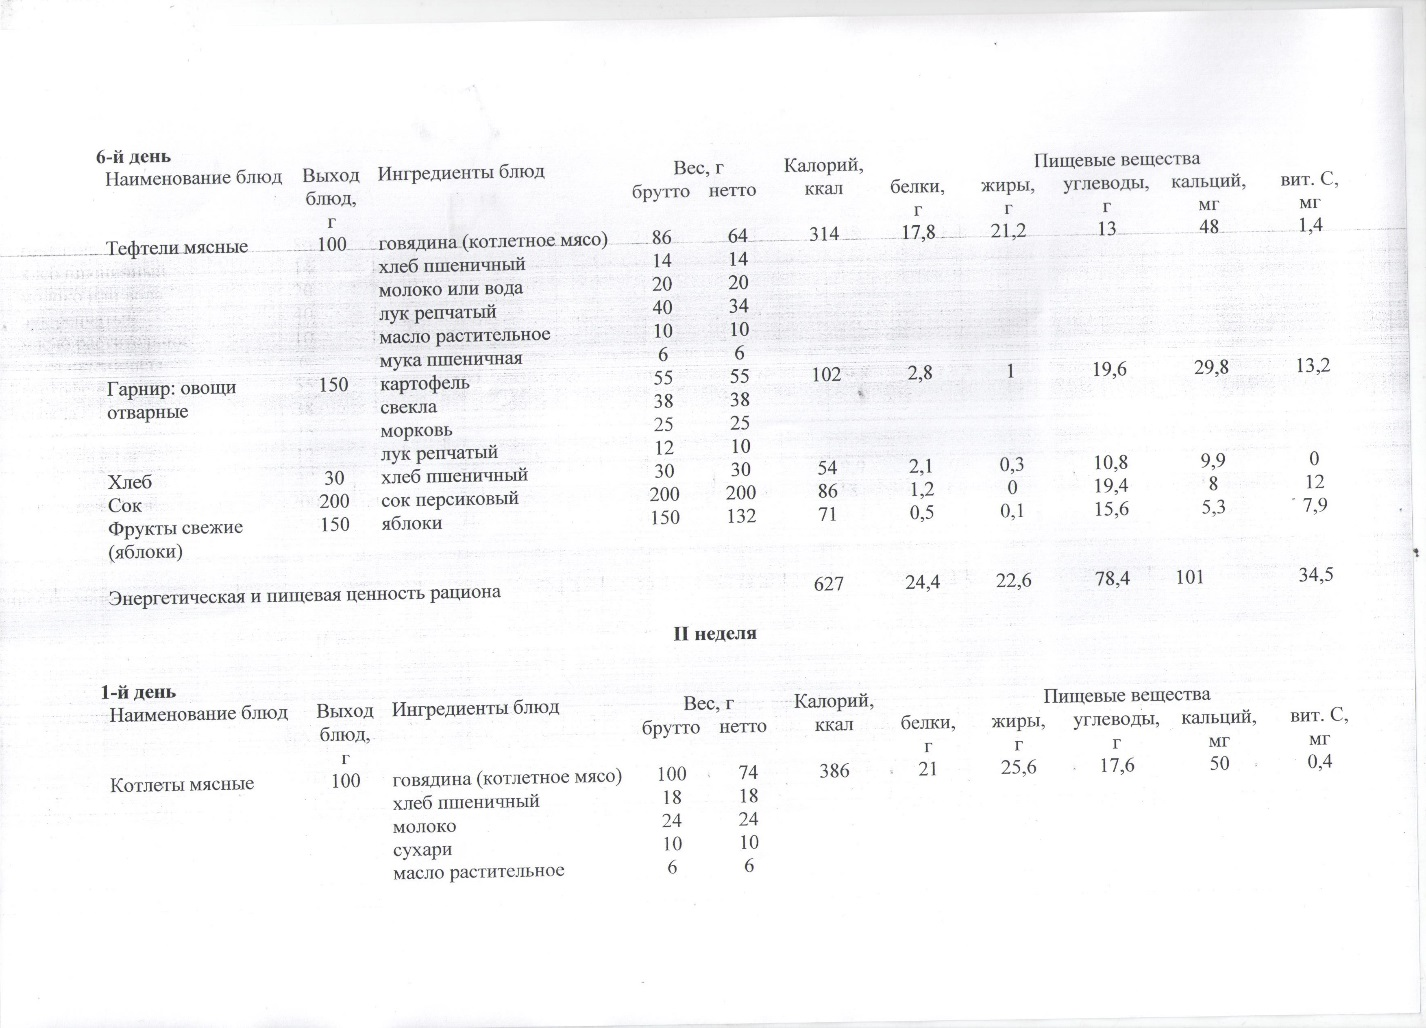 6-й день
Наименование блюд Выход блюд, г Ингредиенты блюд Вес, г брутто нетто Калорий, ккал Пищевые вещества белки, г жиры, г углеводы, г кальций, мг вит. С, мг
Тефтели мясные 100 говядина (котлетное мясо) 86 64 314 17,8 21,2 13 48 1,4
хлеб пшеничный 14 14
молоко или вода 20 20
лук репчатый 40 34
масло растительное 10 10
мука пшеничная 6 6
Гарнир: овощи 150 картофель 55 55 102 2,8 1 19,6 29,8 13,2
отварные свекла 38 38
морковь 25 25
лук репчатый 12 10
Хлеб 30 хлеб пшеничный 30 30 54 2,1 0,3 10,8 9,9 0
Сок 200 сок персиковый 200 200 86 1,2 0 19,4 8 12
Фрукты свежие 150 яблоки 150 132 71 0,5 0,1 15,6 5,3 7,9
(яблоки)
Энергетическая и пищевая ценность рациона 627 24,4 22,6 78,4 101 34,5
II неделя
1-й день
Наименование блюд Выход блюд, г Ингредиенты блюд Вес, г брутто нетто Калорий, ккал Пищевые вещества белки, г жиры, г углеводы, г кальций, мг вит. С, мг
Котлеты мясные 100 говядина (котлетное мясо) 100 74 386 21 25,6 17,6 50 0,4
хлеб пшеничный 18 18
молоко 24 24
сухари 10 10
масло растительное 6 6